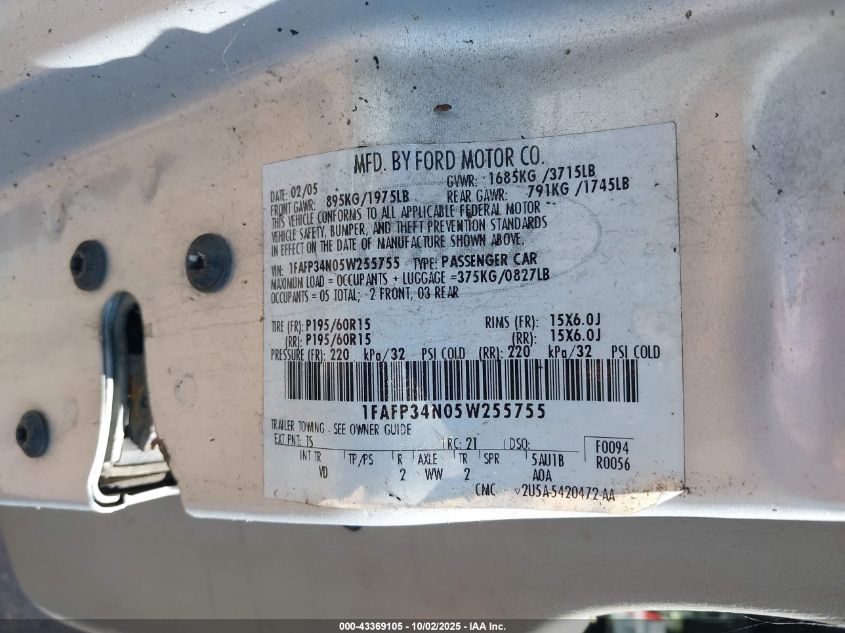 MFD. BY FORD MOTOR CO.
DATE: 02/05 GVWR: 1685KG /3715LB
FRONT GAWR: 895KG/1975LB REAR GAWR: 791KG /1745LB
THIS VEHICLE CONFORMS TO ALL APPLICABLE FEDERAL MOTOR
VEHICLE SAFETY, BUMPER, AND THEFT PREVENTION STANDARDS
IN EFFECT ON THE DATE OF MANUFACTURE SHOWN ABOVE.
VIN: 1FAFP34N05W255755 TYPE: PASSENGER CAR
MAXIMUM LOAD = OCCUPANTS + LUGGAGE =375KG/0827LB
OCCUPANTS = 05 TOTAL; -2 FRONT, 03 REAR
TIRE (FR): P195/60R15 RIMS (FR): 15X6.0J
(RR): P195/60R15 (RR): 15X6.0J
PRESSURE (FR): 220 kPa/32 PSI COLD (RR): 220 kPa/32 PSI COLD
1FAFP34N05W255755
TRAILER TOWING - SEE OWNER GUIDE
EXT PNT: TS RC: 21 DSO: F0094
INT TR TP/PS R AXLE TR SPR 5AU1B R0056
VD 2 WW 2 A0A
CMC 2U5A-5420472-AA
000-43369105 - 10/02/2025 - IAA Inc.